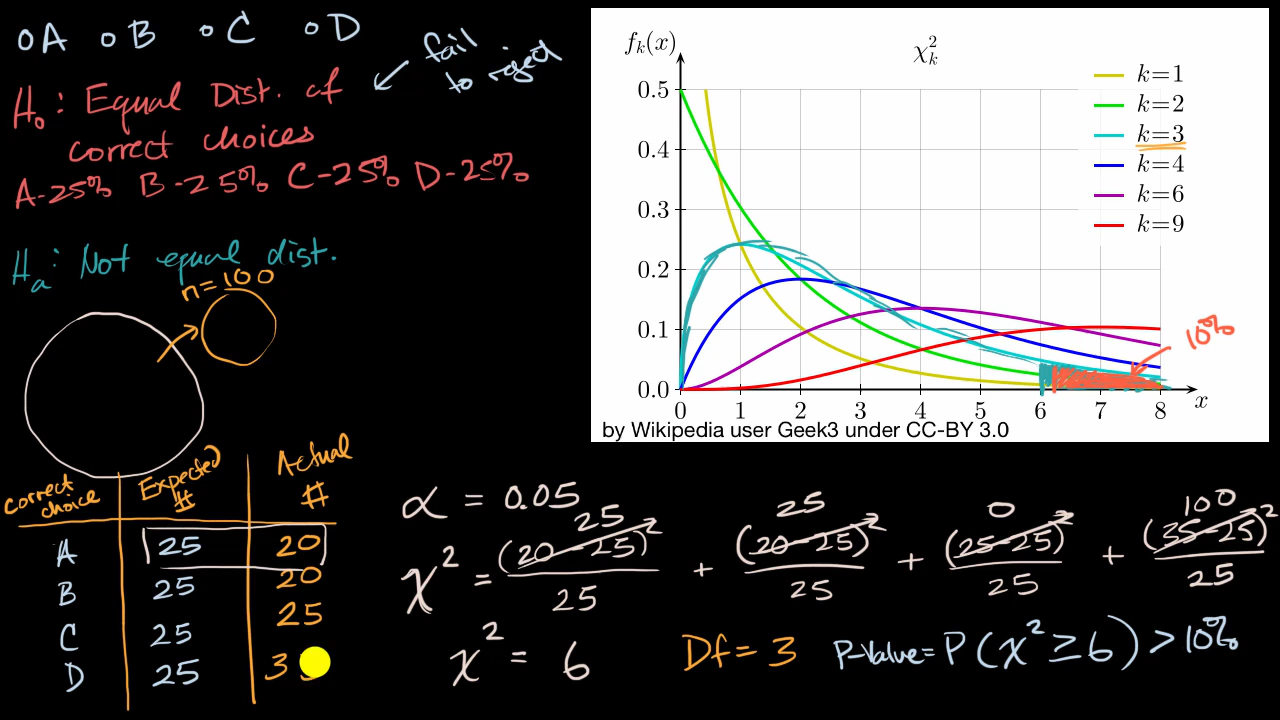 A B C D
fail
to reject
H₀: Equal Dist. of
correct choices
A-25% B-25% C-25% D-25%
Hₐ: Not equal dist.
n=100
Correct choice Expected # Actual #
A 25 20
B 25 20
C 25 25
D 25 3
fₖ(x)
χ²ₖ
k=1
k=2
k=3
k=4
k=6
k=9
0.5
0.4
0.3
0.2
0.1
0.0
10%
0 1 2 3 4 5 6 7 8 x
by Wikipedia user Geek3 under CC-BY 3.0
α = 0.05
25 25 0 100
χ² = (20-25)²/25 + (20-25)²/25 + (25-25)²/25 + (35-25)²/25
χ² = 6 Df = 3 P-Value = P(χ² ≥ 6) > 10%